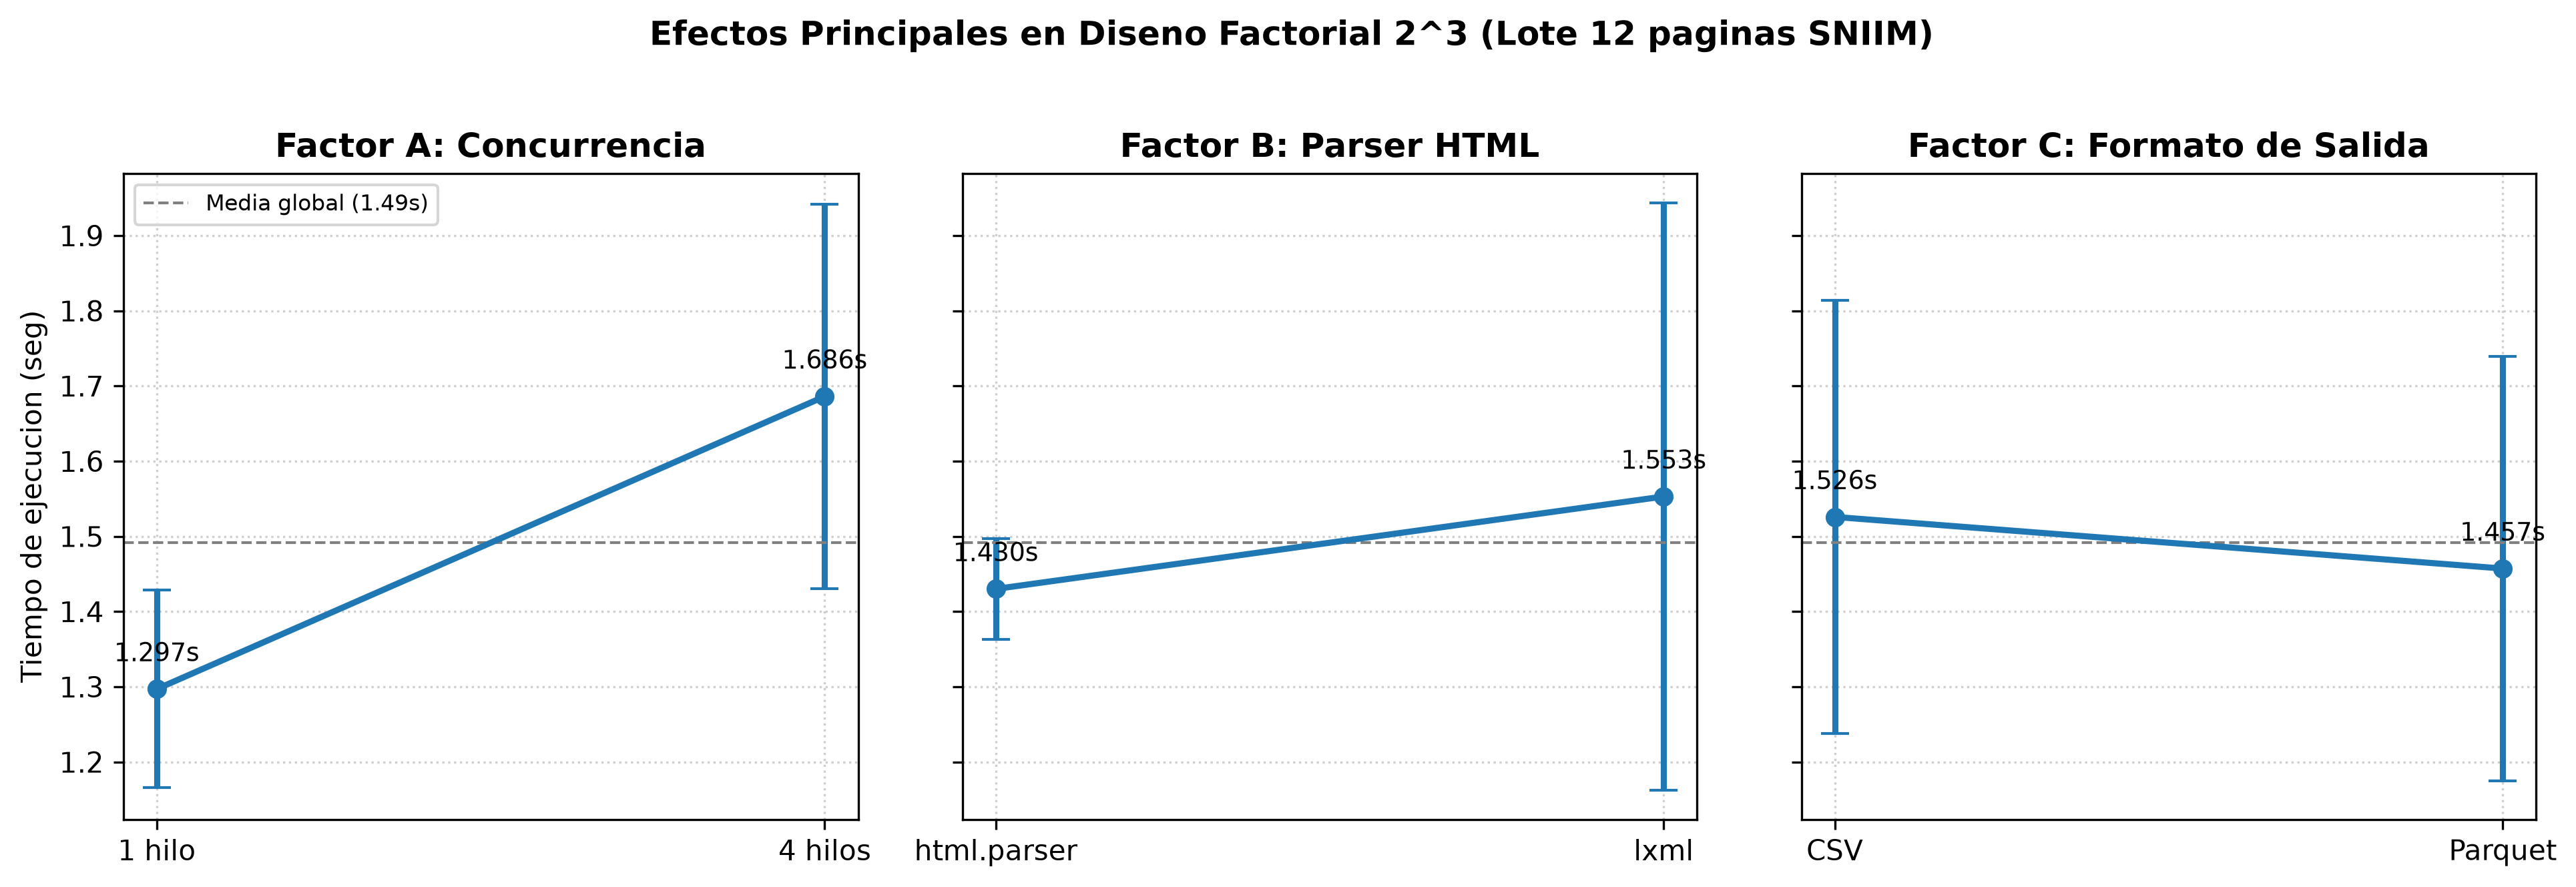 Efectos Principales en Diseno Factorial 2^3 (Lote 12 paginas SNIIM)
Factor A: Concurrencia
Media global (1.49s)
Tiempo de ejecucion (seg)
1.9
1.8
1.7
1.6
1.5
1.4
1.3
1.2
1.297s
1.686s
1 hilo
4 hilos
Factor B: Parser HTML
1.430s
1.553s
html.parser
lxml
Factor C: Formato de Salida
1.526s
1.457s
CSV
Parquet